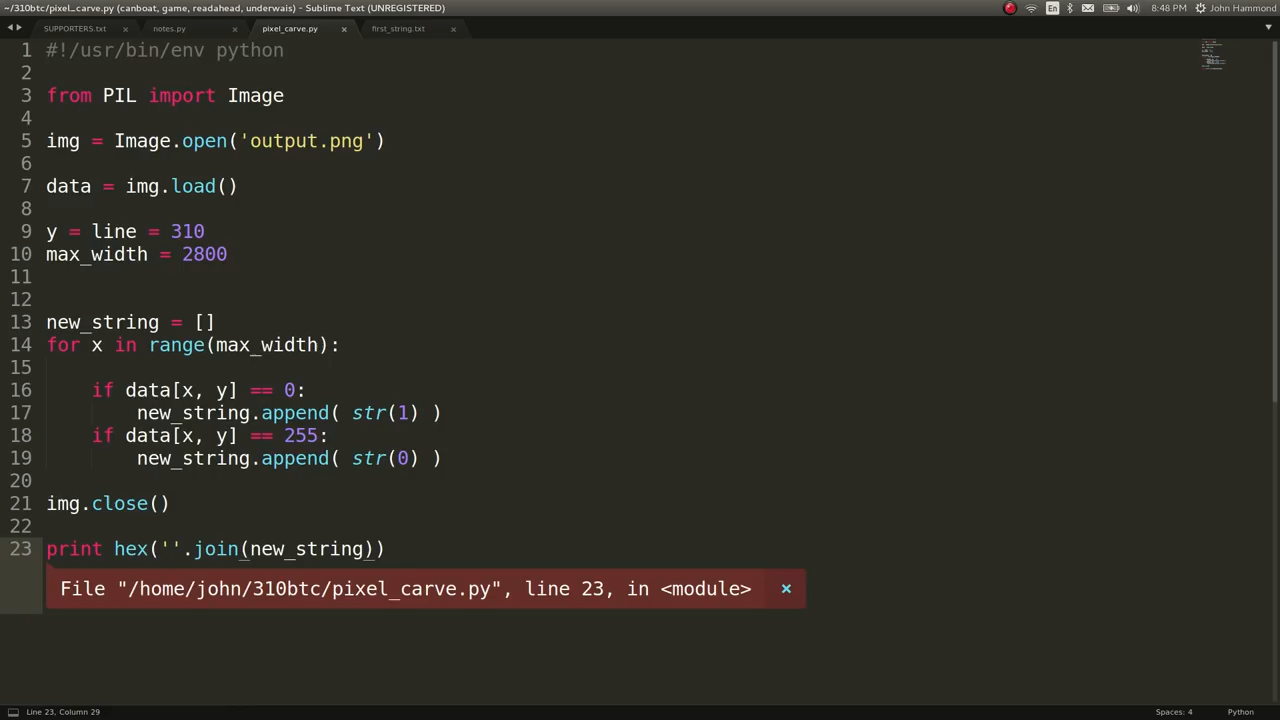 ~/310btc/pixel_carve.py (canboat, game, readahead, underwais) - Sublime Text (UNREGISTERED)
En
8:48 PM
John Hammond
SUPPORTERS.txt × notes.py × pixel_carve.py × first_string.txt ×
1 #!/usr/bin/env python
2
3 from PIL import Image
4
5 img = Image.open('output.png')
6
7 data = img.load()
8
9 y = line = 310
10 max_width = 2800
11
12
13 new_string = []
14 for x in range(max_width):
15
16 if data[x, y] == 0:
17 new_string.append( str(1) )
18 if data[x, y] == 255:
19 new_string.append( str(0) )
20
21 img.close()
22
23 print hex(''.join(new_string))
File "/home/john/310btc/pixel_carve.py", line 23, in <module> ×
Line 23, Column 29
Spaces: 4
Python